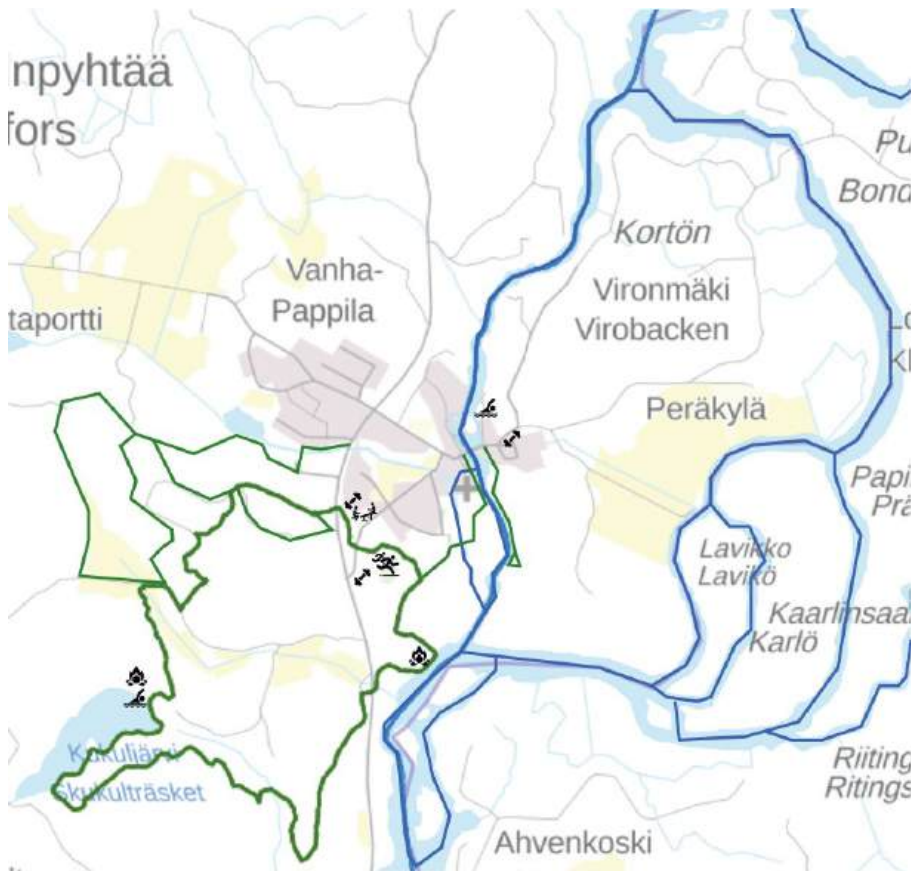 npyhtää
fors
Pu
Bond
Kortön
Vanha-
Pappila
Vironmäki
Virobacken
taportti
Peräkylä
Lavikko
Lavikö
Kaarlinsaa
Karlö
Kukuljärvi
Skukulträsket
Riiting
Ritings
Ahvenkoski